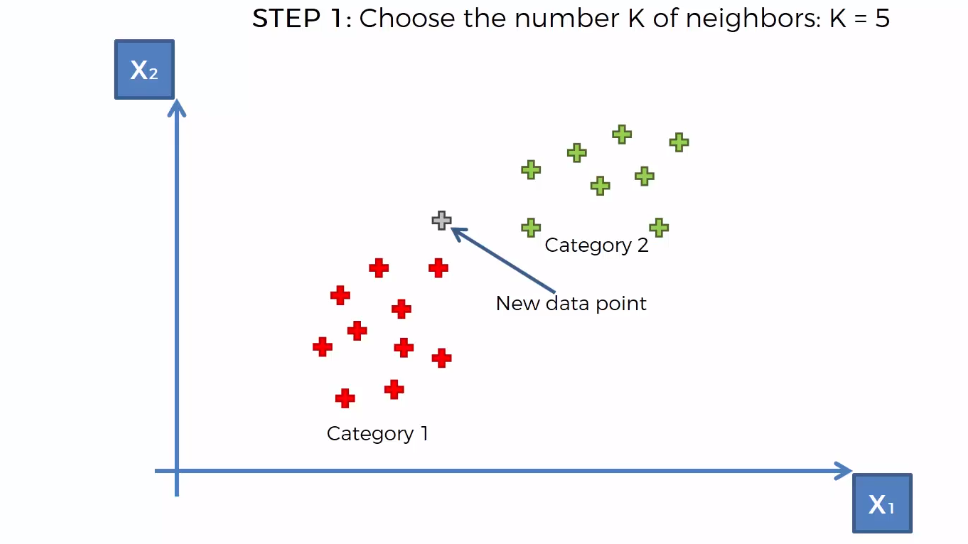 STEP 1: Choose the number K of neighbors: K = 5
X₂
Category 2
New data point
Category 1
X₁